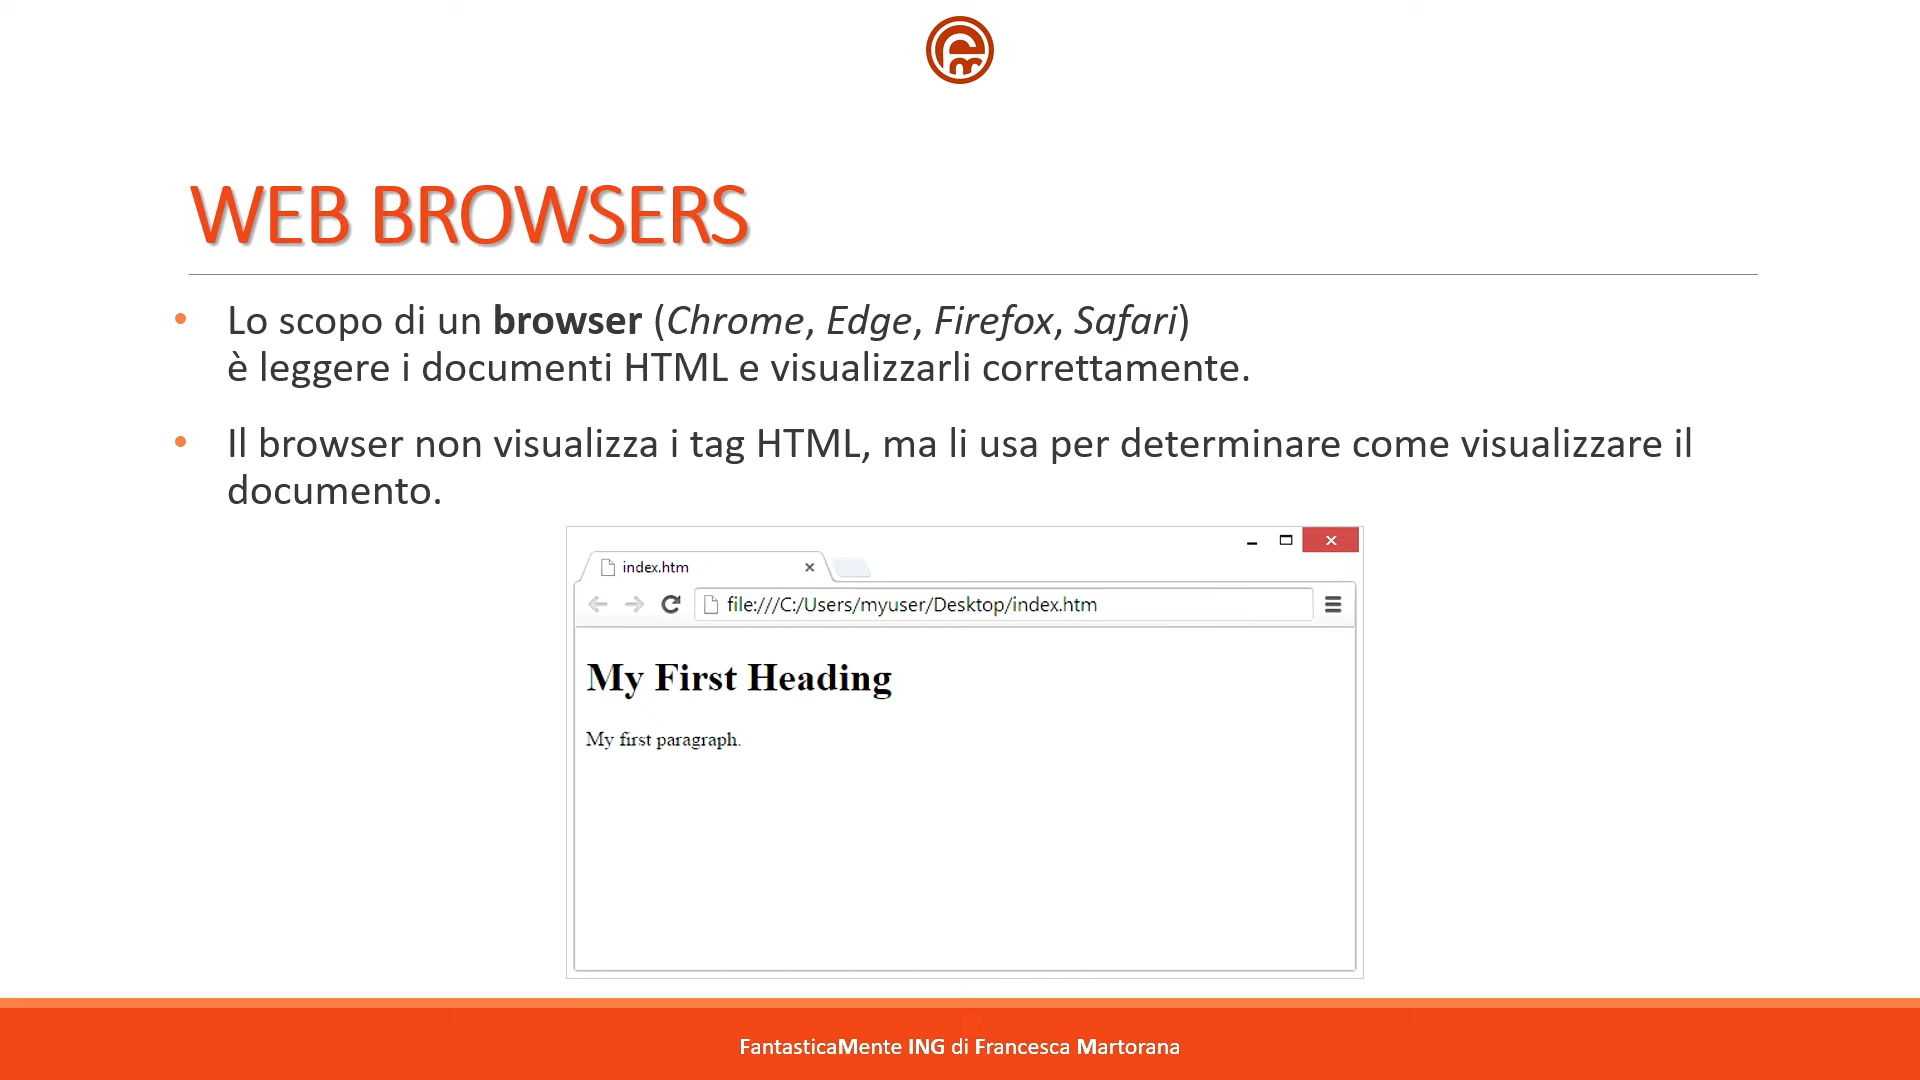 WEB BROWSERS
• Lo scopo di un browser (Chrome, Edge, Firefox, Safari)
è leggere i documenti HTML e visualizzarli correttamente.
• Il browser non visualizza i tag HTML, ma li usa per determinare come visualizzare il
documento.
index.htm
file:///C:/Users/myuser/Desktop/index.htm
My First Heading
My first paragraph.
FantasticaMente ING di Francesca Martorana